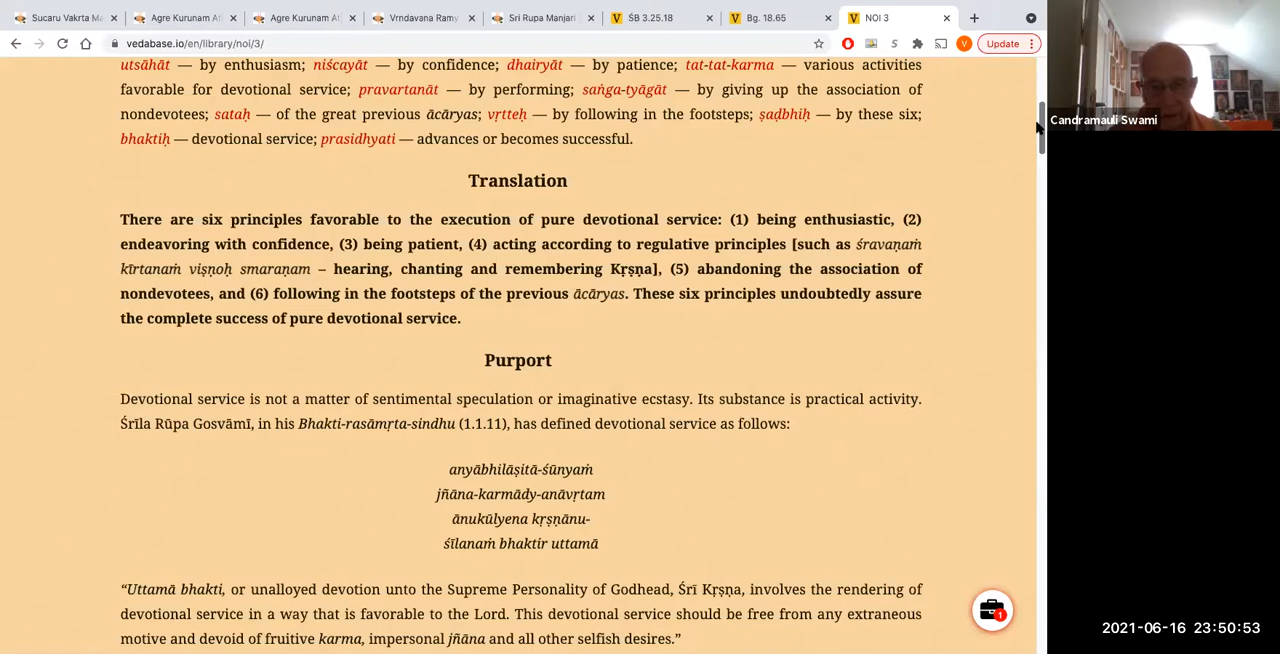 Sucaru Vakrta Ma
Agre Kurunam At
Agre Kurunam At
Vrndavana Ramy
Sri Rupa Manjari
ŚB 3.25.18
Bg. 18.65
NOI 3
vedabase.io/en/library/noi/3/
Update
utsāhāt — by enthusiasm; niścayāt — by confidence; dhairyāt — by patience; tat-tat-karma — various activities
favorable for devotional service; pravartanāt — by performing; saṅga-tyāgāt — by giving up the association of
nondevotees; sataḥ — of the great previous ācāryas; vṛtteḥ — by following in the footsteps; ṣaḍbhiḥ — by these six;
bhaktiḥ — devotional service; prasidhyati — advances or becomes successful.
Translation
There are six principles favorable to the execution of pure devotional service: (1) being enthusiastic, (2)
endeavoring with confidence, (3) being patient, (4) acting according to regulative principles [such as śravaṇaṁ
kīrtanaṁ viṣṇoḥ smaraṇam – hearing, chanting and remembering Kṛṣṇa], (5) abandoning the association of
nondevotees, and (6) following in the footsteps of the previous ācāryas. These six principles undoubtedly assure
the complete success of pure devotional service.
Purport
Devotional service is not a matter of sentimental speculation or imaginative ecstasy. Its substance is practical activity.
Śrīla Rūpa Gosvāmī, in his Bhakti-rasāmṛta-sindhu (1.1.11), has defined devotional service as follows:
anyābhilāṣitā-śūnyaṁ
jñāna-karmādy-anāvṛtam
ānukūlyena kṛṣṇānu-
śīlanaṁ bhaktir uttamā
“Uttamā bhakti, or unalloyed devotion unto the Supreme Personality of Godhead, Śrī Kṛṣṇa, involves the rendering of
devotional service in a way that is favorable to the Lord. This devotional service should be free from any extraneous
motive and devoid of fruitive karma, impersonal jñāna and all other selfish desires.”
1
Candramauli Swami
2021-06-16 23:50:53